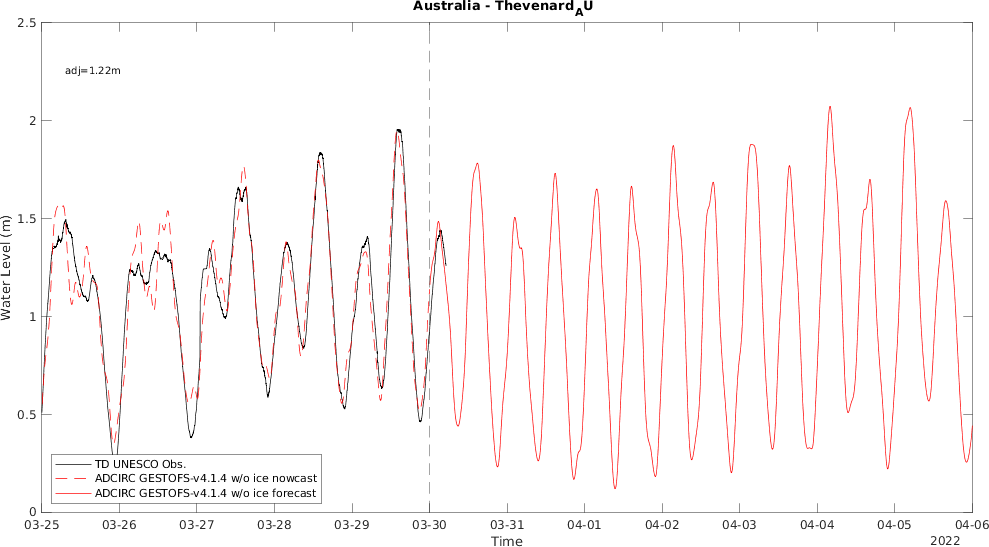 Australia - Thevenard_AU
2.5
adj=1.22m
2
1.5
Water Level (m)
1
0.5
TD UNESCO Obs.
ADCIRC GESTOFS-v4.1.4 w/o ice nowcast
ADCIRC GESTOFS-v4.1.4 w/o ice forecast
0
03-25 03-26 03-27 03-28 03-29 03-30 03-31 04-01 04-02 04-03 04-04 04-05 04-06
Time
2022